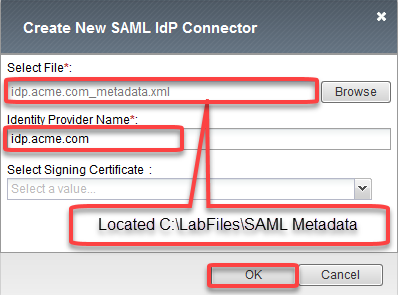 Create New SAML IdP Connector
Select File*:
idp.acme.com_metadata.xml
Browse
Identity Provider Name*:
idp.acme.com
Select Signing Certificate :
Select a value...
Located C:\LabFiles\SAML Metadata
OK
Cancel